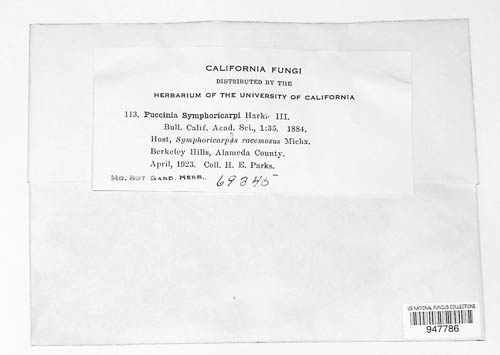 CALIFORNIA FUNGI
DISTRIBUTED BY THE
HERBARIUM OF THE UNIVERSITY OF CALIFORNIA
113. Puccinia Symphoricarpi Hark. III.
Bull. Calif. Acad. Sci., 1:35. 1884.
Host, Symphoricarpus racemosus Michx.
Berkeley Hills, Alameda County.
April, 1923. Coll. H. E. Parks.
MO. BOT GARD. HERB. 69345
US NATIONAL FUNGUS COLLECTIONS
947786